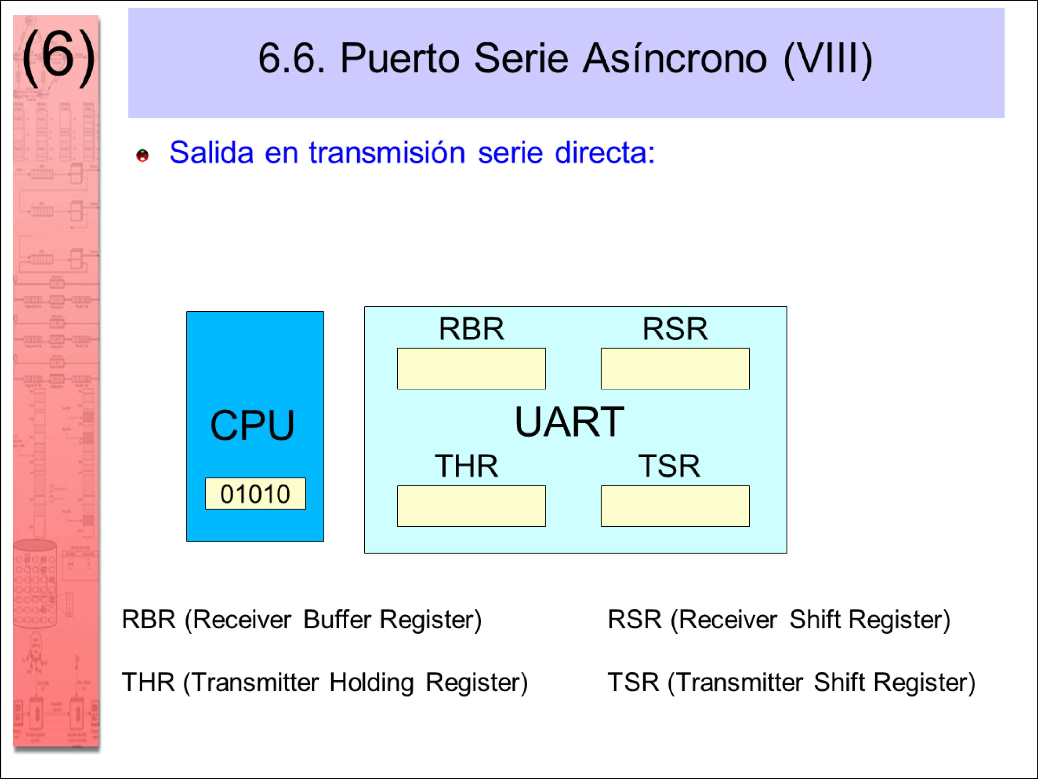 (6)
6.6. Puerto Serie Asíncrono (VIII)
Salida en transmisión serie directa:
RBR RSR
CPU
UART
THR TSR
01010
RBR (Receiver Buffer Register) RSR (Receiver Shift Register)
THR (Transmitter Holding Register) TSR (Transmitter Shift Register)